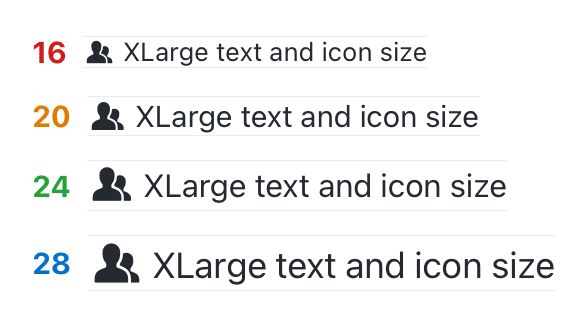 16 XLarge text and icon size
20 XLarge text and icon size
24 XLarge text and icon size
28 XLarge text and icon size